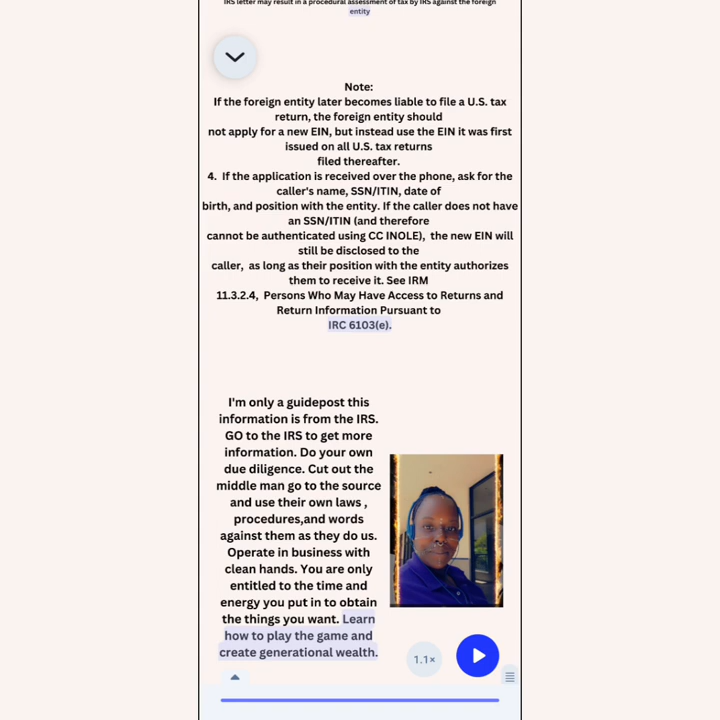 IRS letter may result in a procedural assessment of tax by IRS against the foreign
entity
Note:
If the foreign entity later becomes liable to file a U.S. tax
return, the foreign entity should
not apply for a new EIN, but instead use the EIN it was first
issued on all U.S. tax returns
filed thereafter.
4.  If the application is received over the phone, ask for the
caller's name, SSN/ITIN, date of
birth, and position with the entity. If the caller does not have
an SSN/ITIN (and therefore
cannot be authenticated using CC INOLE),  the new EIN will
still be disclosed to the
caller,  as long as their position with the entity authorizes
them to receive it. See IRM
11.3.2.4,  Persons Who May Have Access to Returns and
Return Information Pursuant to
IRC 6103(e).
I'm only a guidepost this
information is from the IRS.
GO to the IRS to get more
information. Do your own
due diligence. Cut out the
middle man go to the source
and use their own laws ,
procedures,and words
against them as they do us.
Operate in business with
clean hands. You are only
entitled to the time and
energy you put in to obtain
the things you want. Learn
how to play the game and
create generational wealth.
1.1×